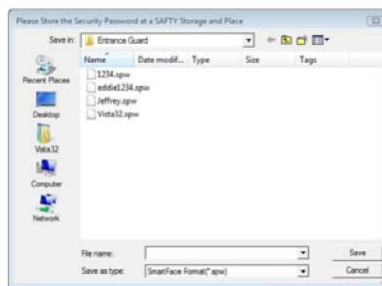 Please Store the Security Password at a SAFTY Storage and Place
Save in: Entrance Guard
Name Date modif... Type Size Tags
1234.spw
eddie1234.spw
Jeffrey.spw
Vista32.spw
Recent Places
Desktop
Vista32
Computer
Network
File name: Save
Save as type: SmartFace Format(*.spw) Cancel